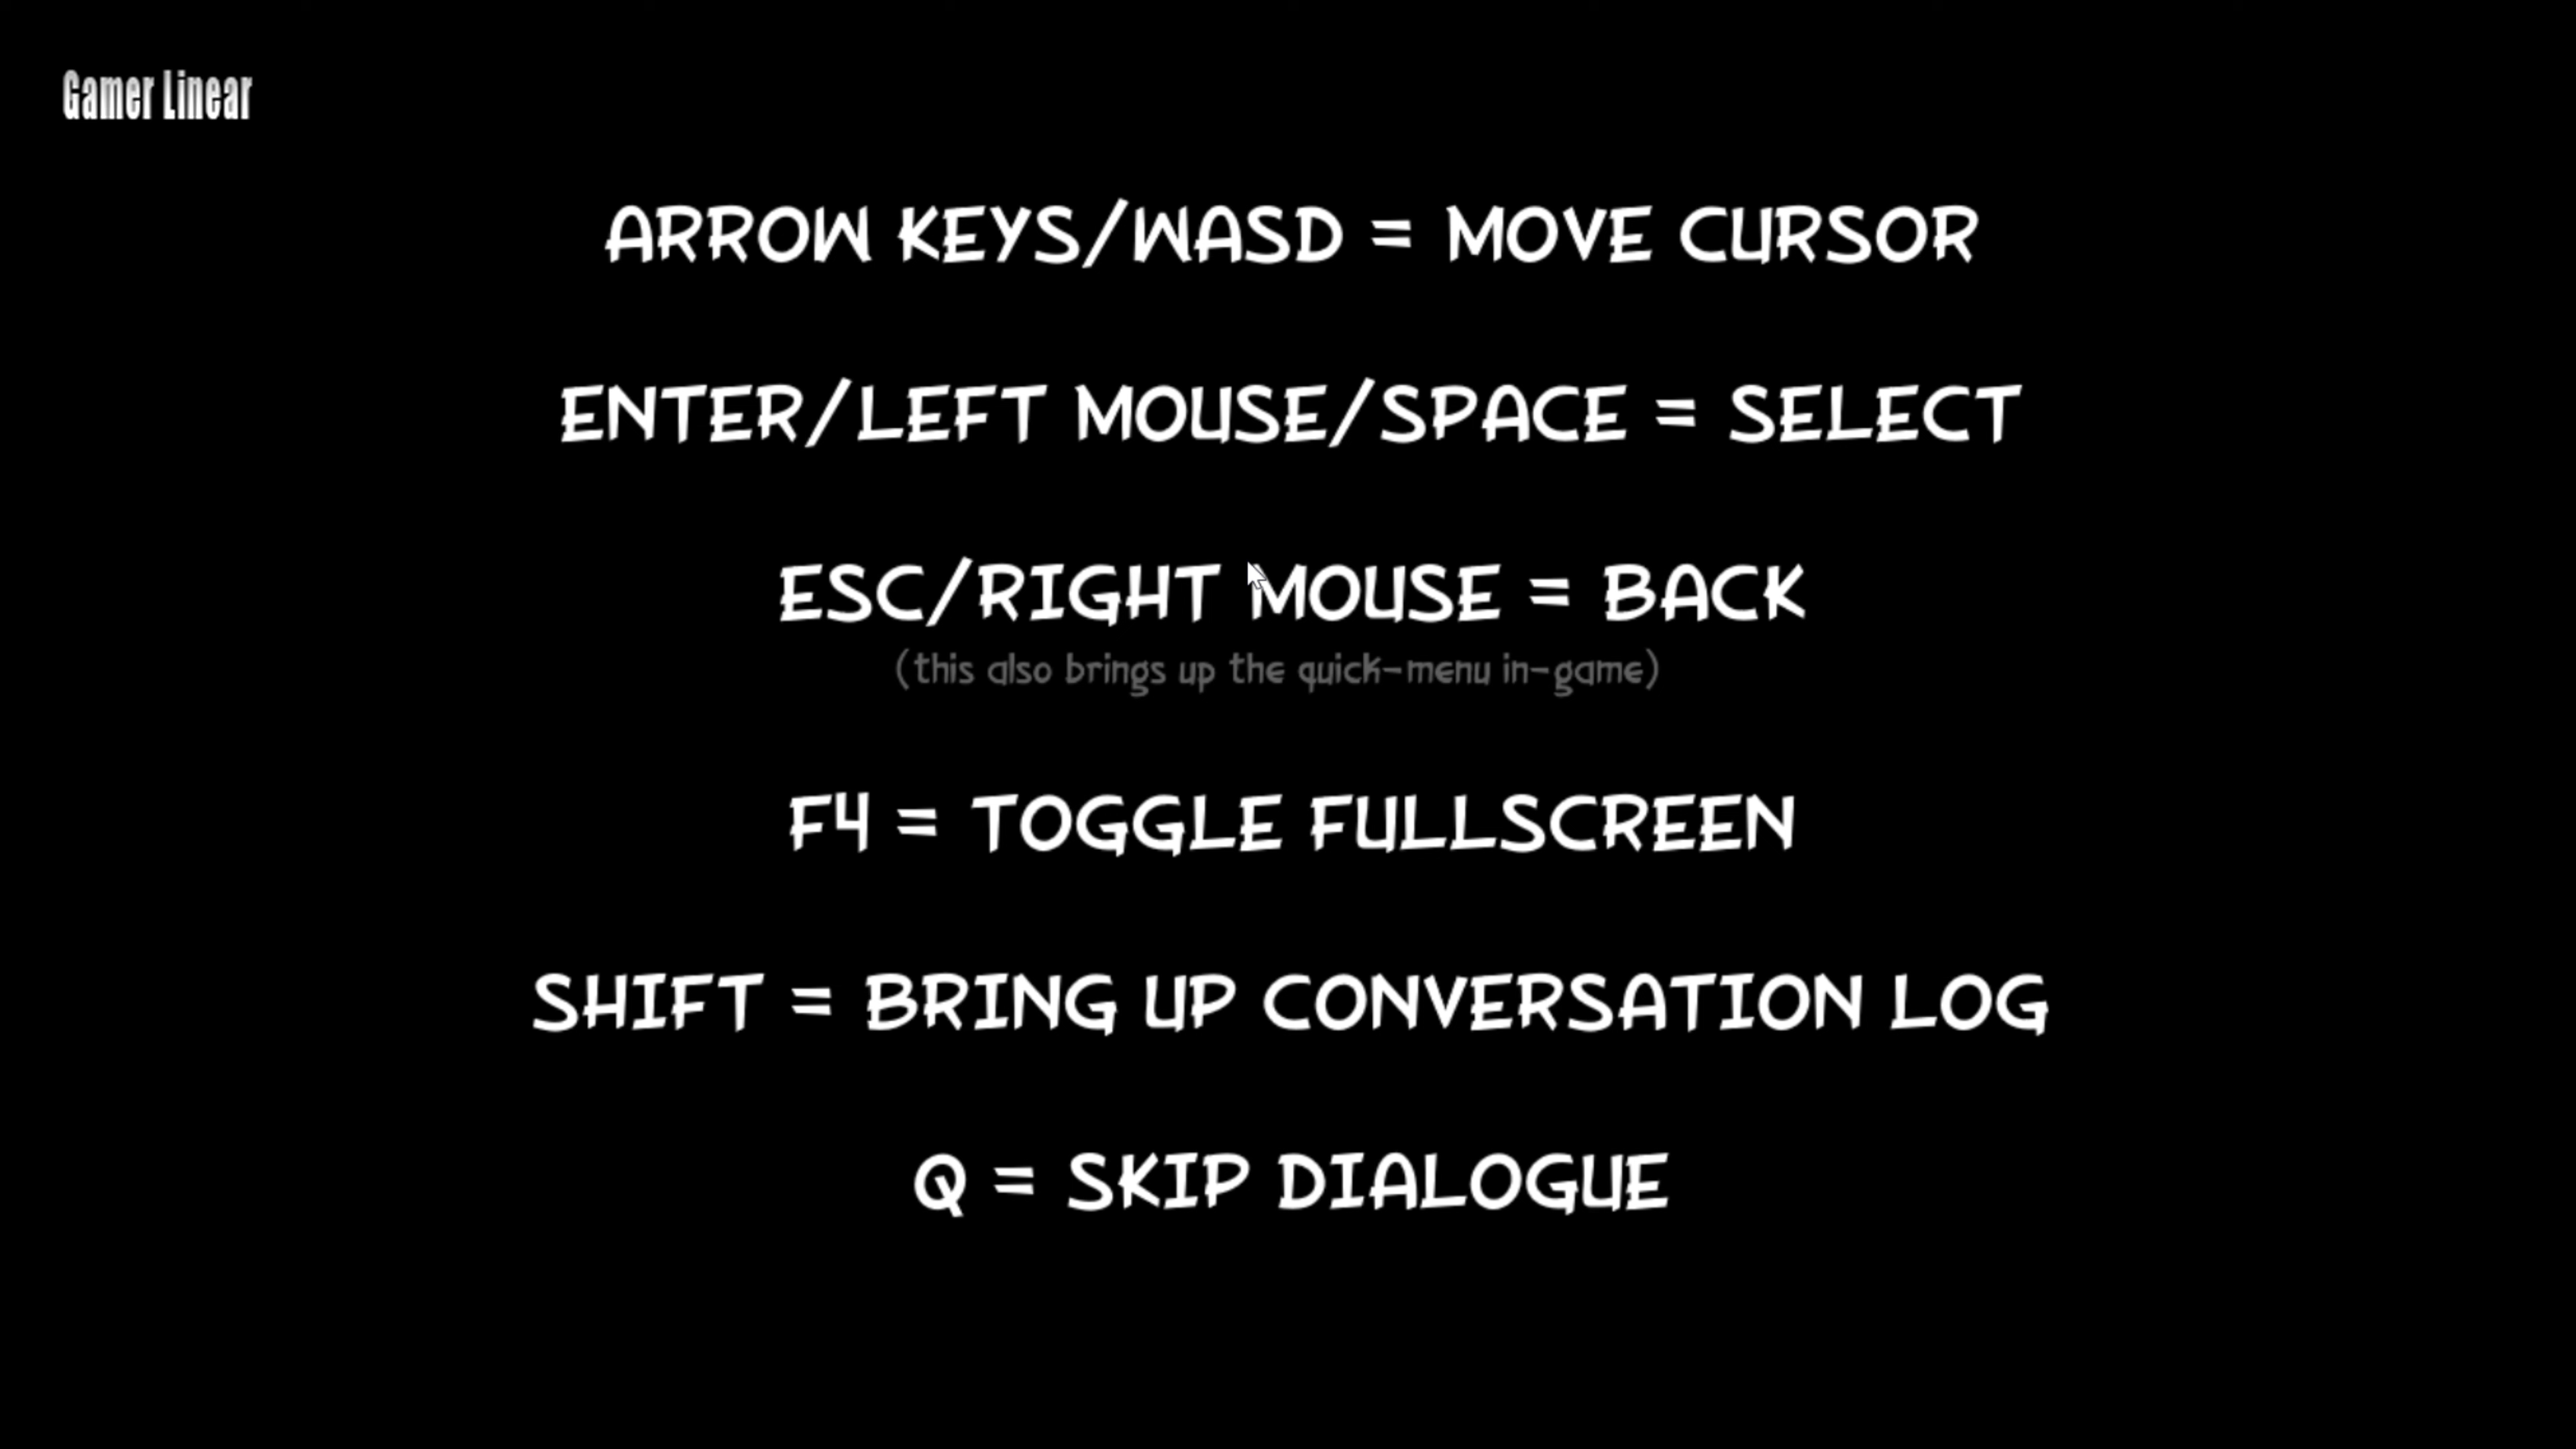 Gamer Linear
ARROW KEYS/WASD = MOVE CURSOR
ENTER/LEFT MOUSE/SPACE = SELECT
ESC/RIGHT MOUSE = BACK
(this also brings up the quick-menu in-game)
F4 = TOGGLE FULLSCREEN
SHIFT = BRING UP CONVERSATION LOG
Q = SKIP DIALOGUE